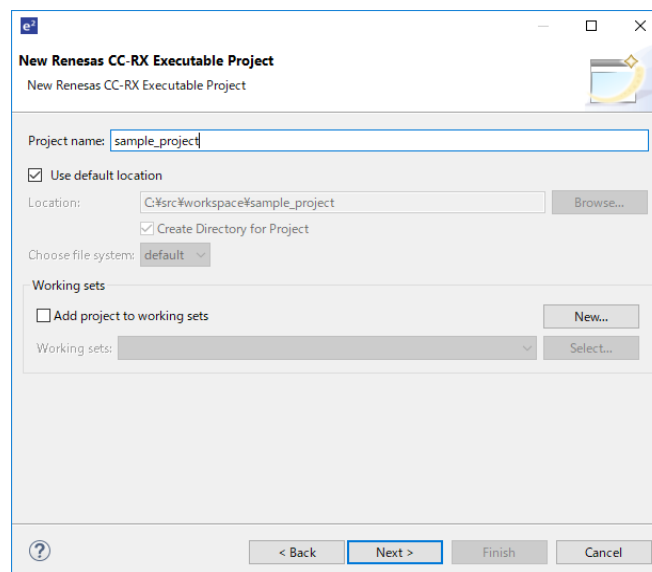 e²
New Renesas CC-RX Executable Project
New Renesas CC-RX Executable Project
Project name: sample_project
Use default location
Location: C:¥src¥workspace¥sample_project Browse...
Create Directory for Project
Choose file system: default
Working sets
Add project to working sets New...
Working sets: Select...
? < Back Next > Finish Cancel